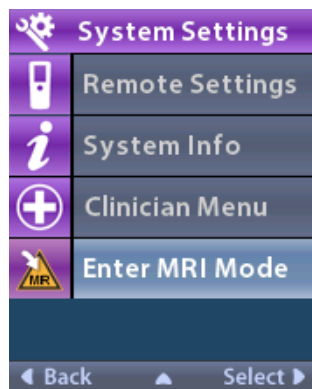 System Settings
Remote Settings
i
System Info
Clinician Menu
MR
Enter MRI Mode
Back
Select